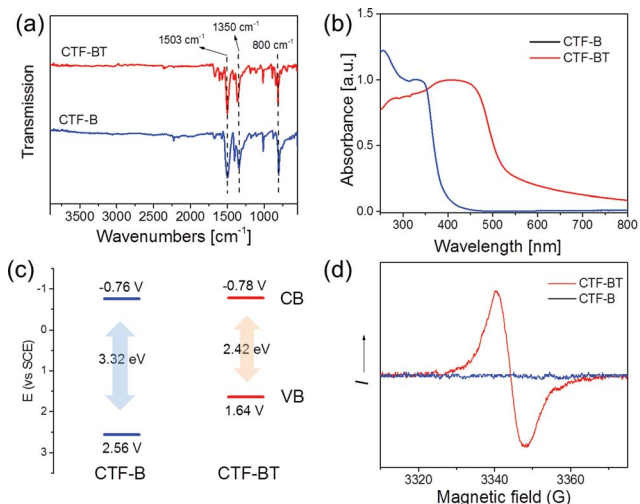 (a)
1503 cm⁻¹
1350 cm⁻¹
800 cm⁻¹
CTF-BT
CTF-B
Transmission
3500 3000 2500 2000 1500 1000
Wavenumbers [cm⁻¹]
(b)
CTF-B
CTF-BT
1.5
1.0
0.5
0.0
Absorbance [a.u.]
300 400 500 600 700 800
Wavelength [nm]
(c)
-0.76 V
-0.78 V
CB
3.32 eV
2.42 eV
VB
1.64 V
2.56 V
-1
0
1
2
3
E (vs SCE)
CTF-B
CTF-BT
(d)
CTF-BT
CTF-B
I
3320 3340 3360
Magnetic field (G)